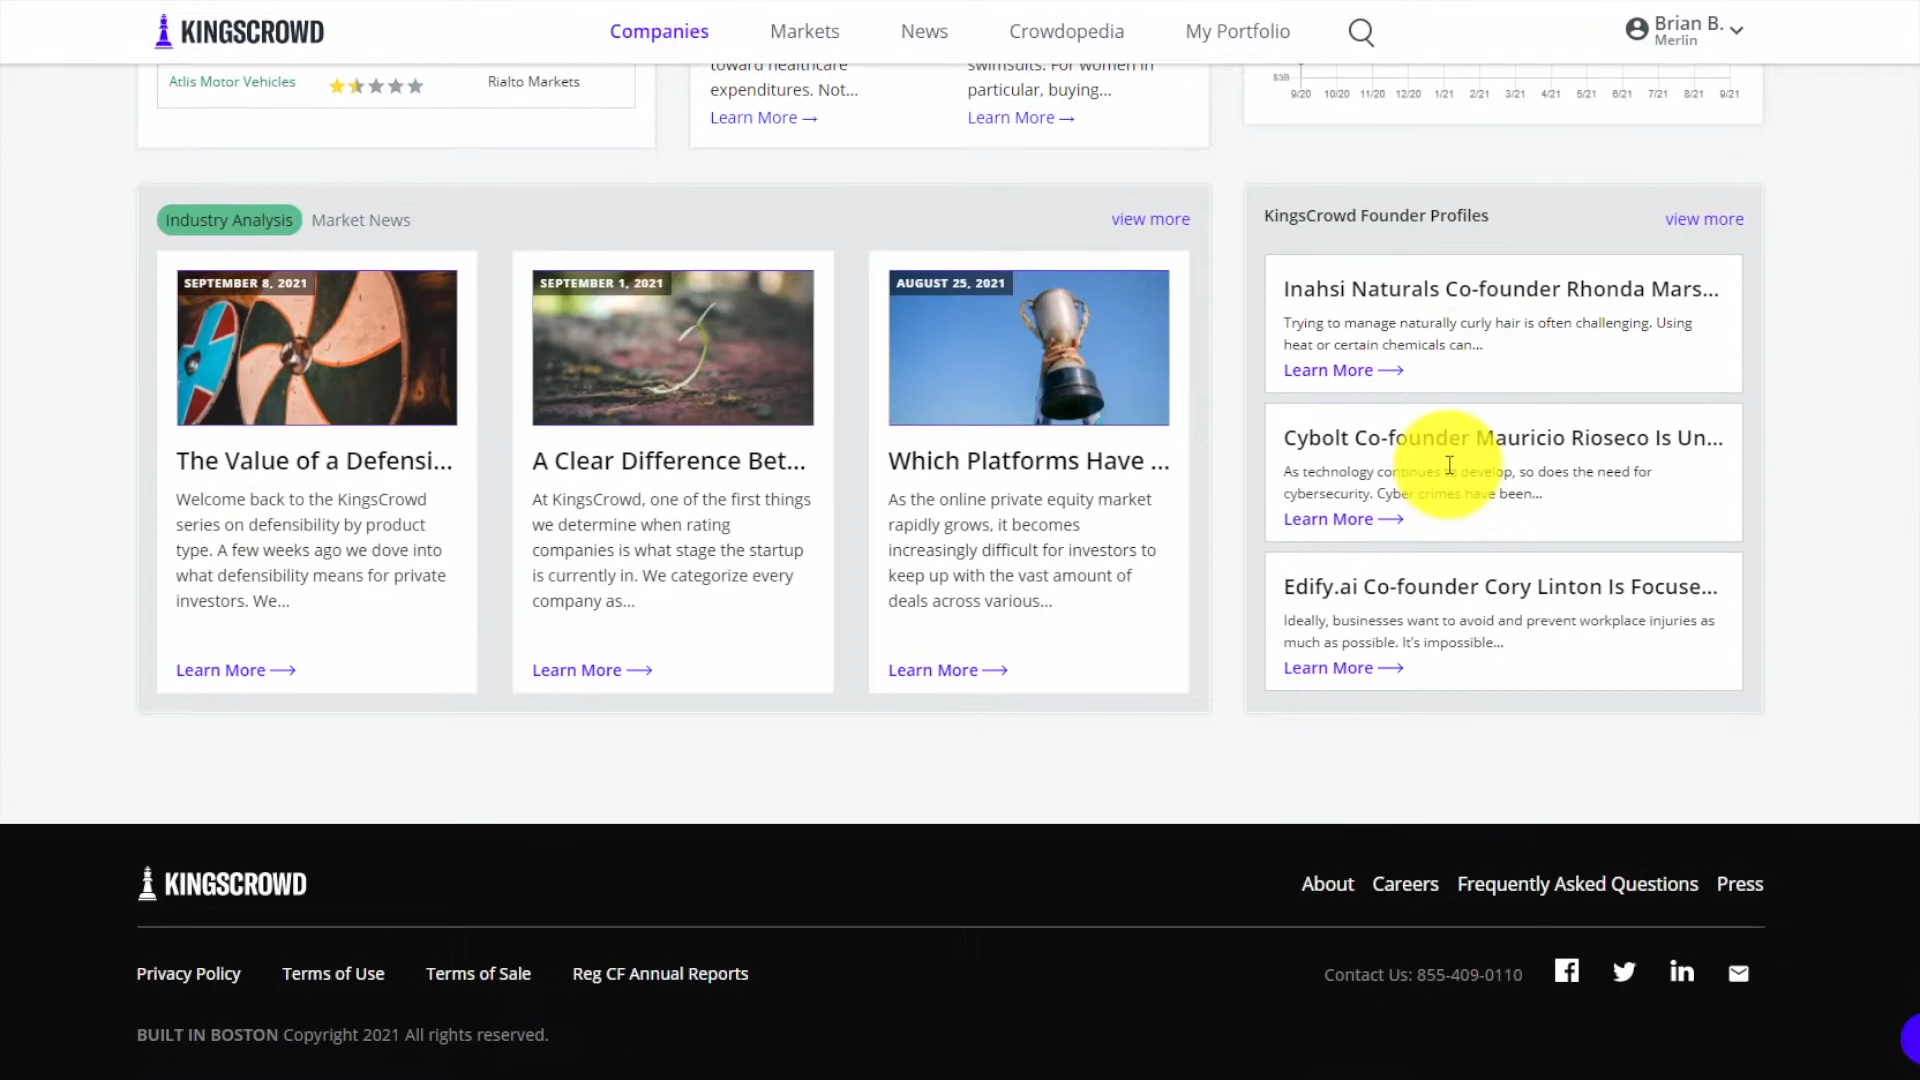 KINGSCROWD
Companies
Markets
News
Crowdopedia
My Portfolio
Brian B.
Merlin
Atlis Motor Vehicles
Rialto Markets
toward healthcare
expenditures. Not...
Learn More →
swimsuits. For women in
particular, buying...
Learn More →
$3B
9/20 10/20 11/20 12/20 1/21 2/21 3/21 4/21 5/21 6/21 7/21 8/21 9/21
Industry Analysis
Market News
view more
SEPTEMBER 8, 2021
The Value of a Defensi...
Welcome back to the KingsCrowd
series on defensibility by product
type. A few weeks ago we dove into
what defensibility means for private
investors. We...
Learn More →
SEPTEMBER 1, 2021
A Clear Difference Bet...
At KingsCrowd, one of the first things
we determine when rating
companies is what stage the startup
is currently in. We categorize every
company as...
Learn More →
AUGUST 25, 2021
Which Platforms Have ...
As the online private equity market
rapidly grows, it becomes
increasingly difficult for investors to
keep up with the vast amount of
deals across various...
Learn More →
KingsCrowd Founder Profiles
view more
Inahsi Naturals Co-founder Rhonda Mars...
Trying to manage naturally curly hair is often challenging. Using
heat or certain chemicals can...
Learn More →
Cybolt Co-founder Mauricio Rioseco Is Un...
As technology continues to develop, so does the need for
cybersecurity. Cyber crimes have been...
Learn More →
Edify.ai Co-founder Cory Linton Is Focuse...
Ideally, businesses want to avoid and prevent workplace injuries as
much as possible. It's impossible...
Learn More →
KINGSCROWD
About
Careers
Frequently Asked Questions
Press
Privacy Policy
Terms of Use
Terms of Sale
Reg CF Annual Reports
Contact Us: 855-409-0110
BUILT IN BOSTON Copyright 2021 All rights reserved.